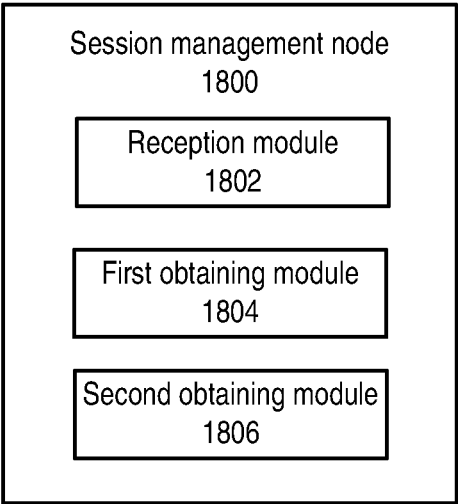 Session management node
1800
Reception module
1802
First obtaining module
1804
Second obtaining module
1806